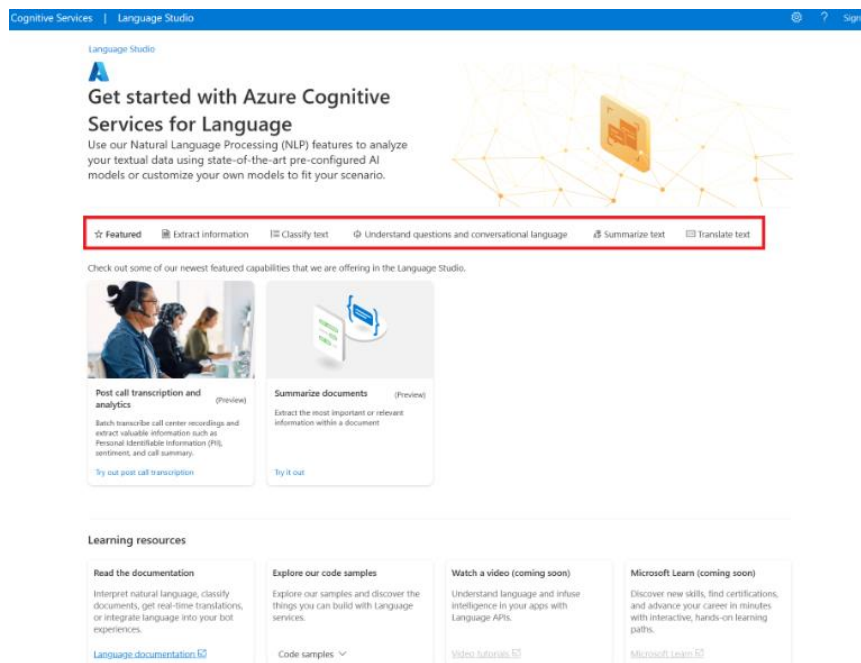 Cognitive Services | Language Studio
? Sign
Language Studio
Get started with Azure Cognitive
Services for Language
Use our Natural Language Processing (NLP) features to analyze
your textual data using state-of-the-art pre-configured AI
models or customize your own models to fit your scenario.
Featured Extract information Classify text Understand questions and conversational language Summarize text Translate text
Check out some of our newest featured capabilities that we are offering in the Language Studio.
Post call transcription and
analytics
(Preview)
Batch transcribe call center recordings and
extract valuable information such as
Personal Identifiable Information (PII),
sentiment, and call summary.
Try out post call transcription
Summarize documents (Preview)
Extract the most important or relevant
information within a document
Try it out
Learning resources
Read the documentation
Interpret natural language, classify
documents, get real-time translations,
or integrate language into your bot
experiences.
Language documentation
Explore our code samples
Explore our samples and discover the
things you can build with Language
services.
Code samples
Watch a video (coming soon)
Understand language and infuse
intelligence in your apps with
Language APIs.
Video tutorials
Microsoft Learn (coming soon)
Discover new skills, find certifications,
and advance your career in minutes
with interactive, hands-on learning
paths.
Microsoft Learn